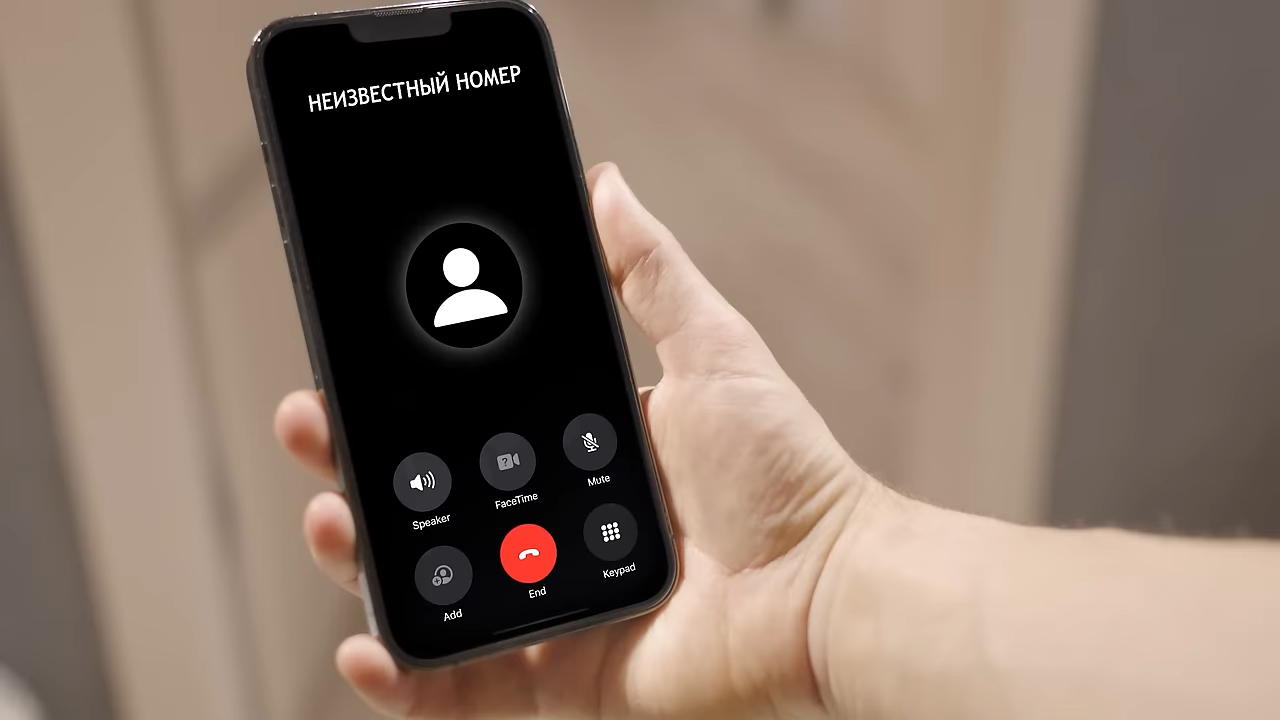 НЕИЗВЕСТНЫЙ НОМЕР
Speaker
FaceTime
Mute
Add
End
Keypad